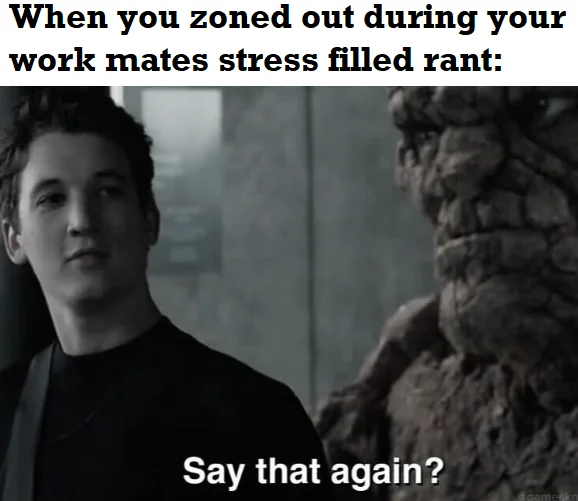 When you zoned out during your
work mates stress filled rant:
Say that again?